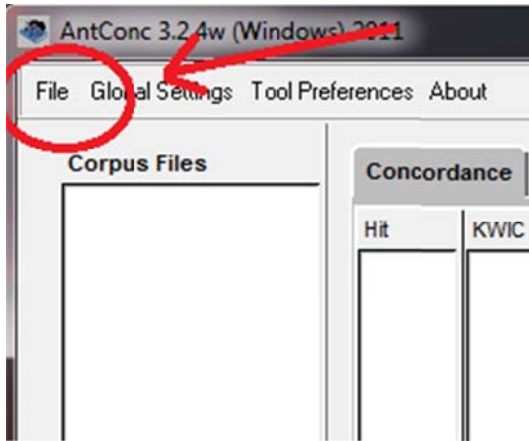 AntConc 3.2.4w (Windows) 2011
File Global Settings Tool Preferences About
Corpus Files
Concordance
Hit KWIC